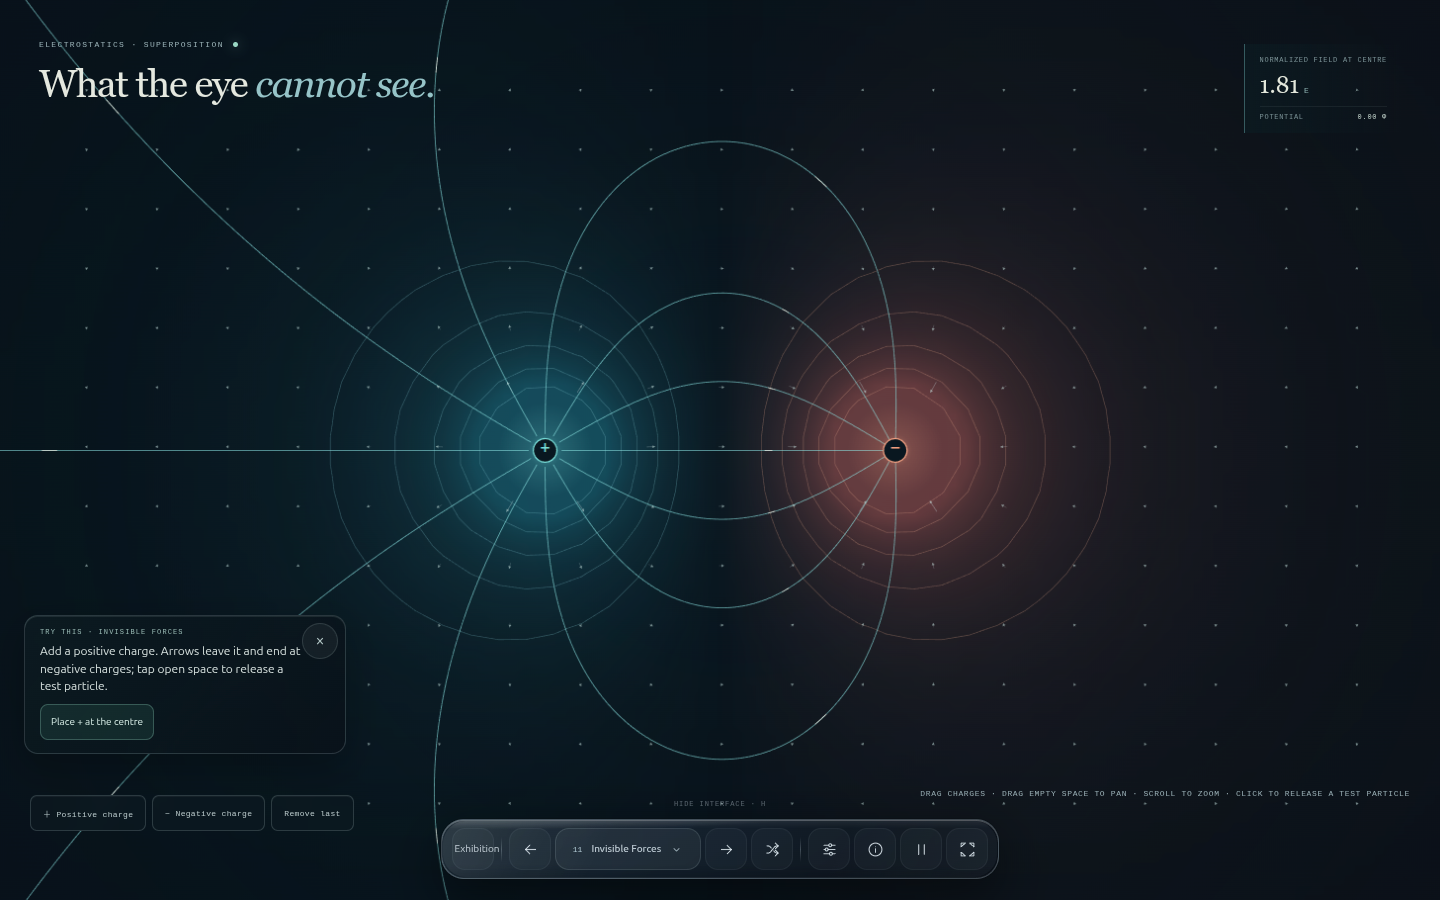 ELECTROSTATICS · SUPERPOSITION
What the eye cannot see.
NORMALIZED FIELD AT CENTRE
1.81 E
POTENTIAL 0.00 Φ
+
−
TRY THIS · INVISIBLE FORCES
×
Add a positive charge. Arrows leave it and end at
negative charges; tap open space to release a
test particle.
Place + at the centre
+ Positive charge
− Negative charge
Remove last
HIDE INTERFACE · H
DRAG CHARGES · DRAG EMPTY SPACE TO PAN · SCROLL TO ZOOM · CLICK TO RELEASE A TEST PARTICLE
Exhibition
11 Invisible Forces